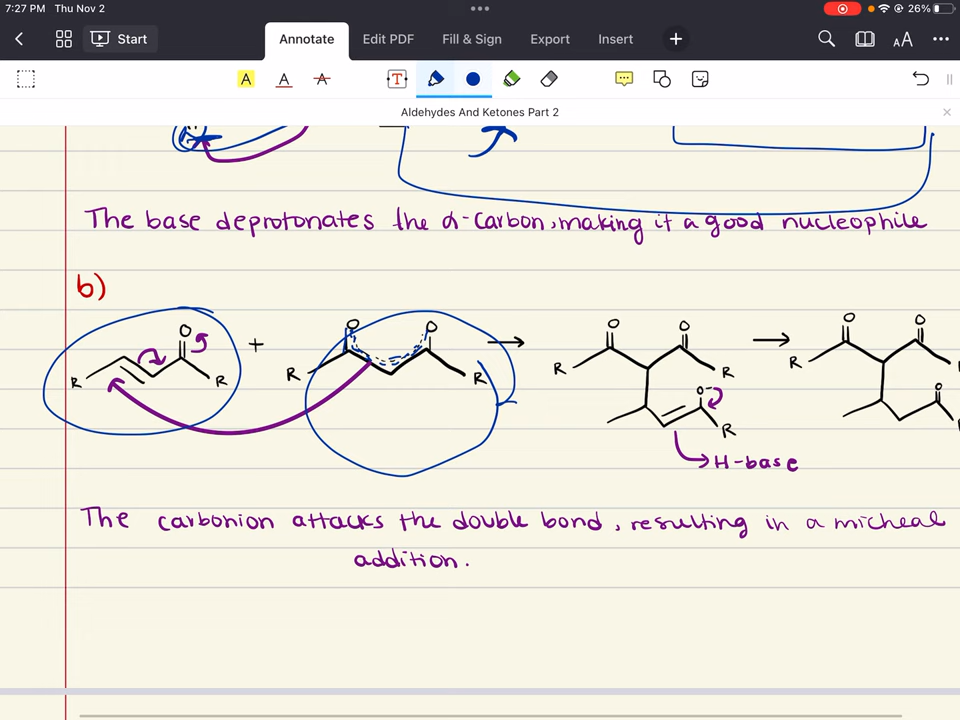 7:27 PM Thu Nov 2
26%
Start
Annotate
Edit PDF
Fill & Sign
Export
Insert
AA
A A A T
Aldehydes And Ketones Part 2
The base deprotonates the α-carbon, making it a good nucleophile
b)
O O O O O O O
R R + R R → R R → R
O⁻ O
R
H-base
The carbonion attacks the double bond, resulting in a micheal
addition.